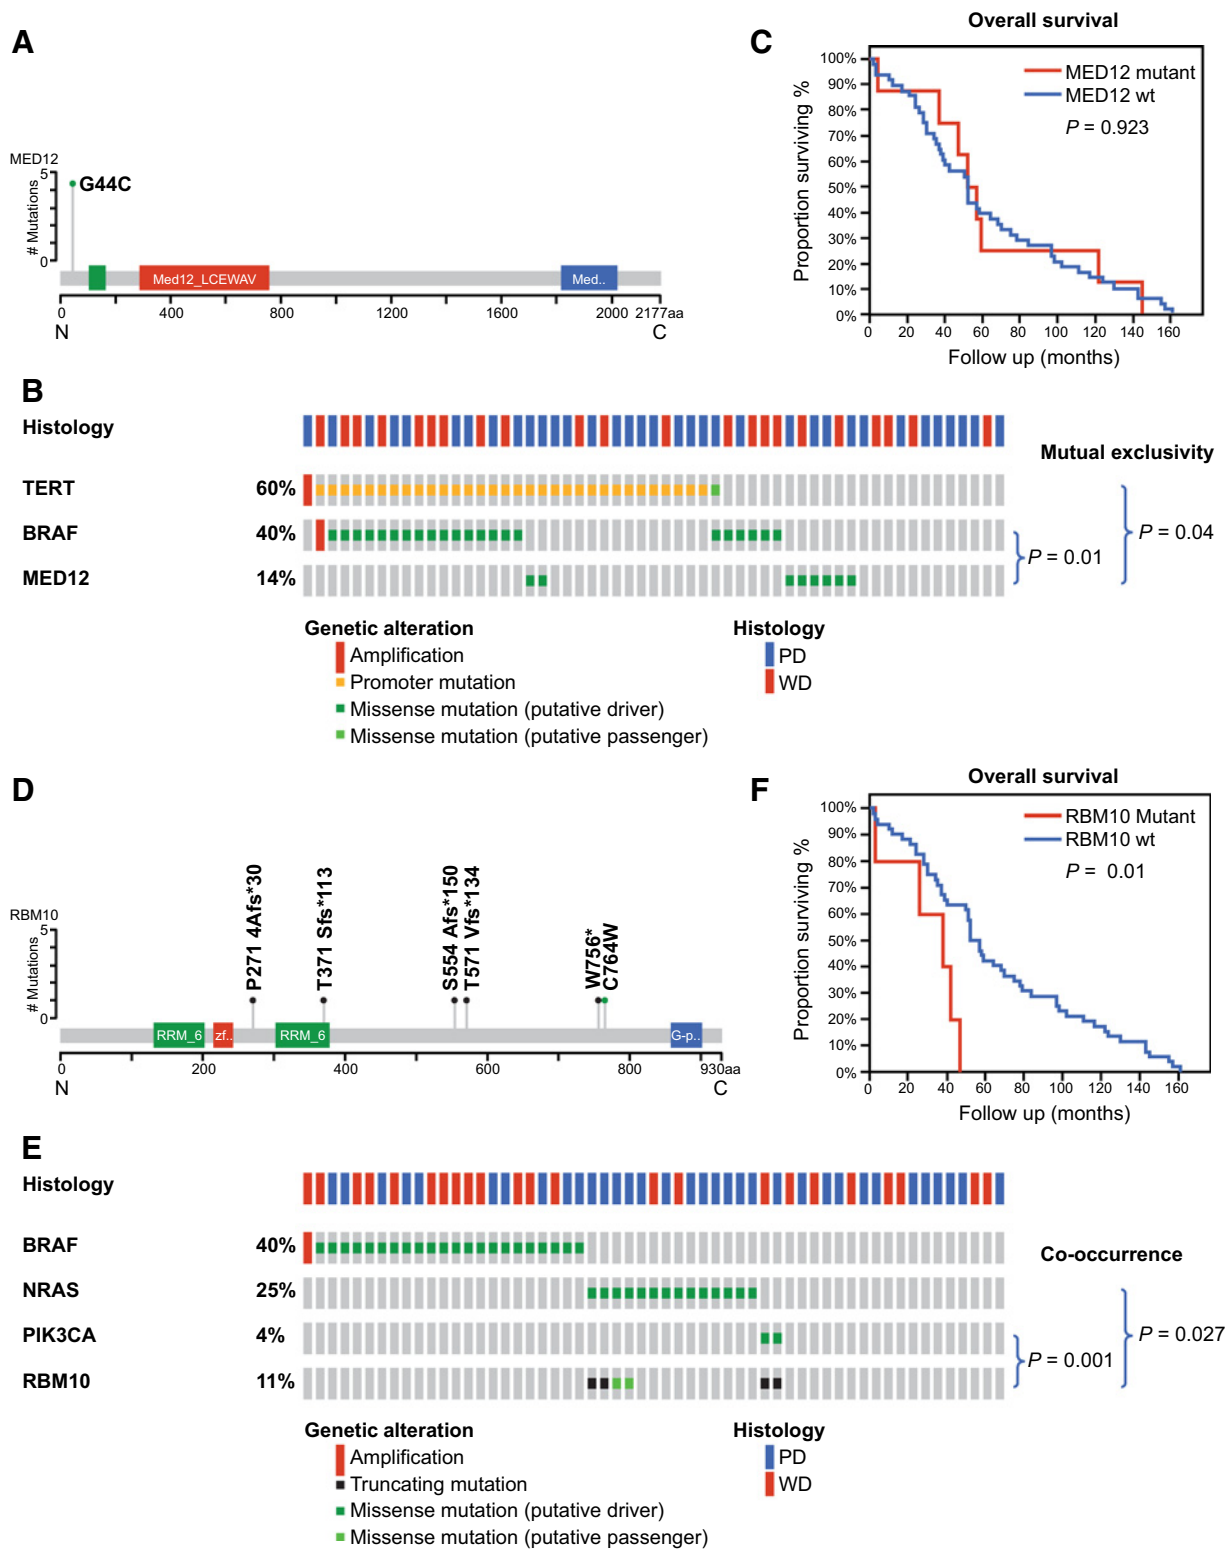 A
MED12
# Mutations
5
0
G44C
Med12_LCEWAV
Med..
0 400 800 1200 1600 2000 2177aa
N C
C
Overall survival
Proportion surviving %
100%
90%
80%
70%
60%
50%
40%
30%
20%
10%
0%
MED12 mutant
MED12 wt
P = 0.923
0 20 40 60 80 100 120 140 160
Follow up (months)
B
Histology
Mutual exclusivity
TERT 60%
BRAF 40%
MED12 14%
P = 0.01
P = 0.04
Genetic alteration
Amplification
Promoter mutation
Missense mutation (putative driver)
Missense mutation (putative passenger)
Histology
PD
WD
D
RBM10
# Mutations
5
0
P271 4Afs*30
T371 Sfs*113
S554 Afs*150
T571 Vfs*134
W756*
C764W
RRM_6
zf..
RRM_6
G-p..
0 200 400 600 800 930aa
N C
F
Overall survival
Proportion surviving %
100%
90%
80%
70%
60%
50%
40%
30%
20%
10%
0%
RBM10 Mutant
RBM10 wt
P = 0.01
0 20 40 60 80 100 120 140 160
Follow up (months)
E
Histology
BRAF 40%
NRAS 25%
PIK3CA 4%
RBM10 11%
Co-occurrence
P = 0.001
P = 0.027
Genetic alteration
Amplification
Truncating mutation
Missense mutation (putative driver)
Missense mutation (putative passenger)
Histology
PD
WD